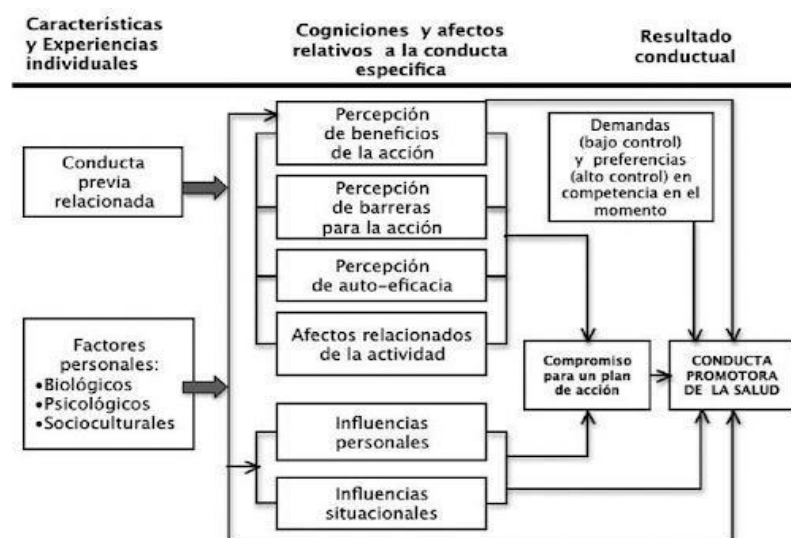 Características
y Experiencias
individuales
Cogniciones y afectos
relativos a la conducta
especifica
Resultado
conductual
Conducta
previa
relacionada
Factores
personales:
•Biológicos
•Psicológicos
•Socioculturales
Percepción
de beneficios
de la acción
Percepción
de barreras
para la acción
Percepción
de auto-eficacia
Afectos relacionados
de la actividad
Influencias
personales
Influencias
situacionales
Demandas
(bajo control)
y preferencias
(alto control) en
competencia en el
momento
Compromiso
para un plan
de acción
CONDUCTA
PROMOTORA
DE LA SALUD